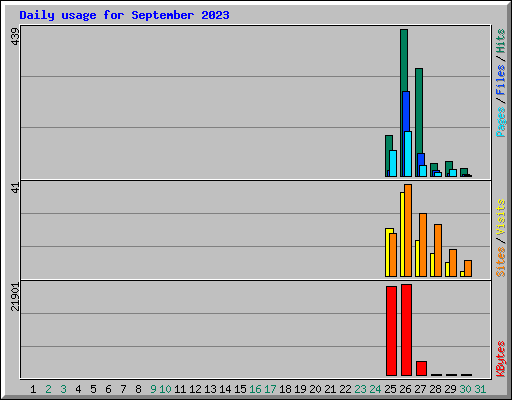 Daily usage for September 2023
439
Pages / Files / Hits
41
Sites / Visits
21901
KBytes
1 2 3 4 5 6 7 8 9 10 11 12 13 14 15 16 17 18 19 20 21 22 23 24 25 26 27 28 29 30 31